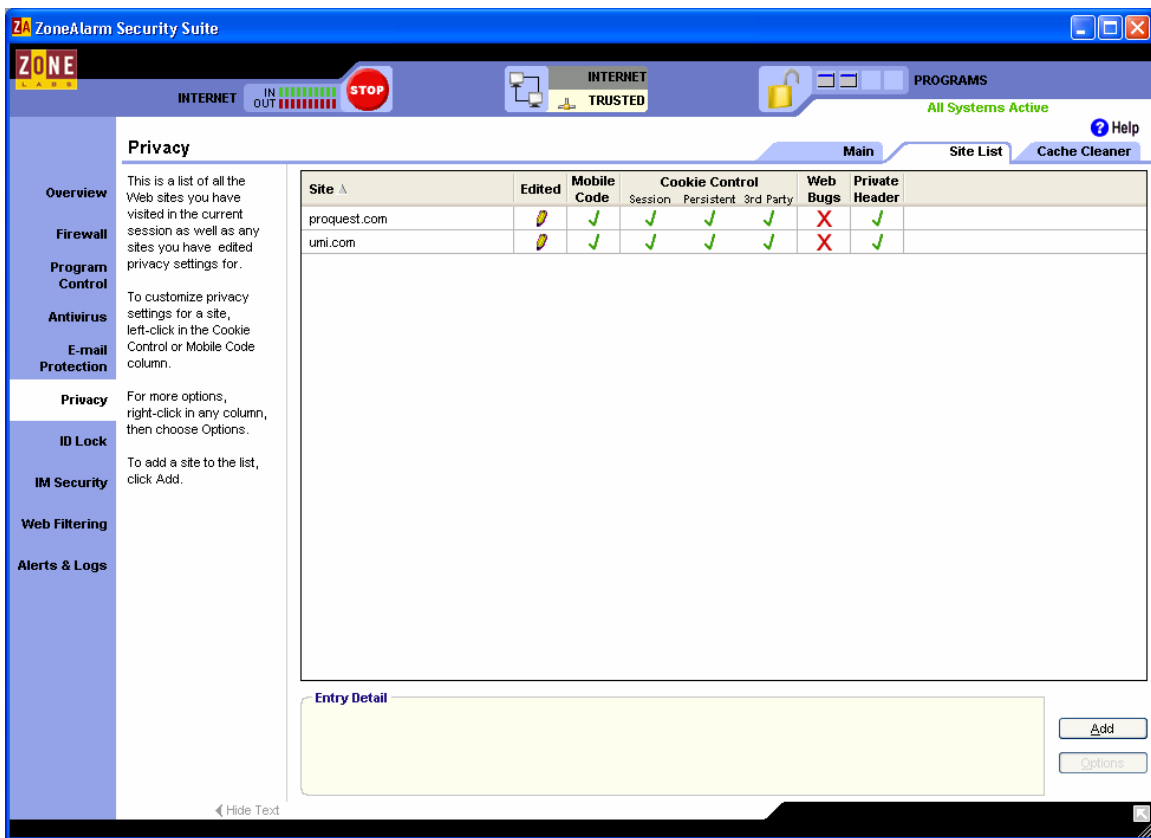 ZA ZoneAlarm Security Suite
ZONE
LABS
INTERNET IN OUT STOP
INTERNET
TRUSTED
PROGRAMS
All Systems Active
? Help
Privacy
Main Site List Cache Cleaner
Overview
Firewall
Program
Control
Antivirus
E-mail
Protection
Privacy
ID Lock
IM Security
Web Filtering
Alerts & Logs
This is a list of all the
Web sites you have
visited in the current
session as well as any
sites you have edited
privacy settings for.
To customize privacy
settings for a site,
left-click in the Cookie
Control or Mobile Code
column.
For more options,
right-click in any column,
then choose Options.
To add a site to the list,
click Add.
Hide Text
Site Edited Mobile Code Cookie Control Web Bugs Private Header
Session Persistent 3rd Party
proquest.com
umi.com
Entry Detail
Add
Options